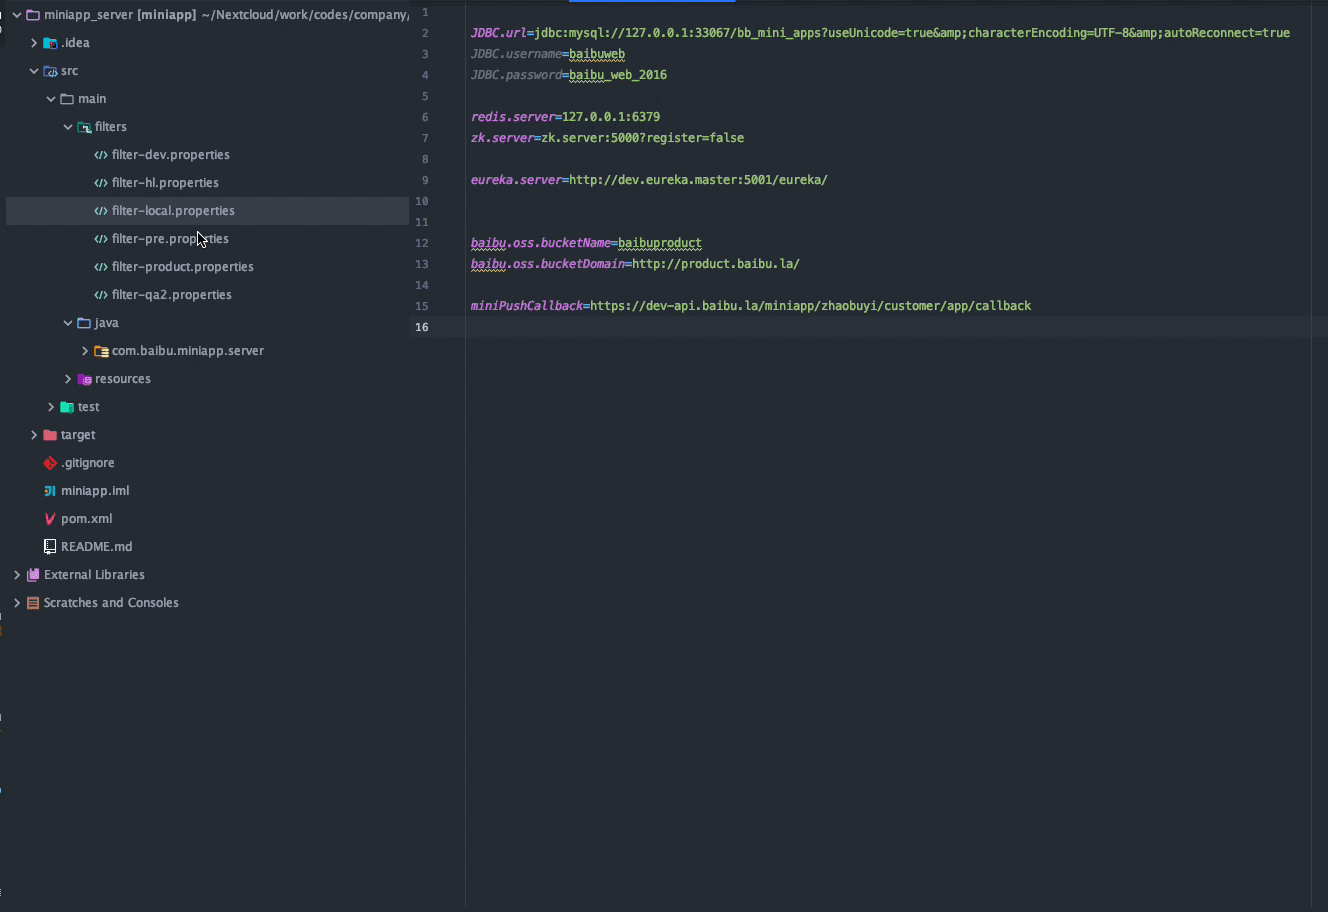 miniapp_server [miniapp] ~/Nextcloud/work/codes/company/
.idea
src
main
filters
filter-dev.properties
filter-hl.properties
filter-local.properties
filter-pre.properties
filter-product.properties
filter-qa2.properties
java
com.baibu.miniapp.server
resources
test
target
.gitignore
miniapp.iml
pom.xml
README.md
External Libraries
Scratches and Consoles
1
2 JDBC.url=jdbc:mysql://127.0.0.1:33067/bb_mini_apps?useUnicode=true&amp;characterEncoding=UTF-8&amp;autoReconnect=true
3 JDBC.username=baibuweb
4 JDBC.password=baibu_web_2016
5
6 redis.server=127.0.0.1:6379
7 zk.server=zk.server:5000?register=false
8
9 eureka.server=http://dev.eureka.master:5001/eureka/
10
11
12 baibu.oss.bucketName=baibuproduct
13 baibu.oss.bucketDomain=http://product.baibu.la/
14
15 miniPushCallback=https://dev-api.baibu.la/miniapp/zhaobuyi/customer/app/callback
16